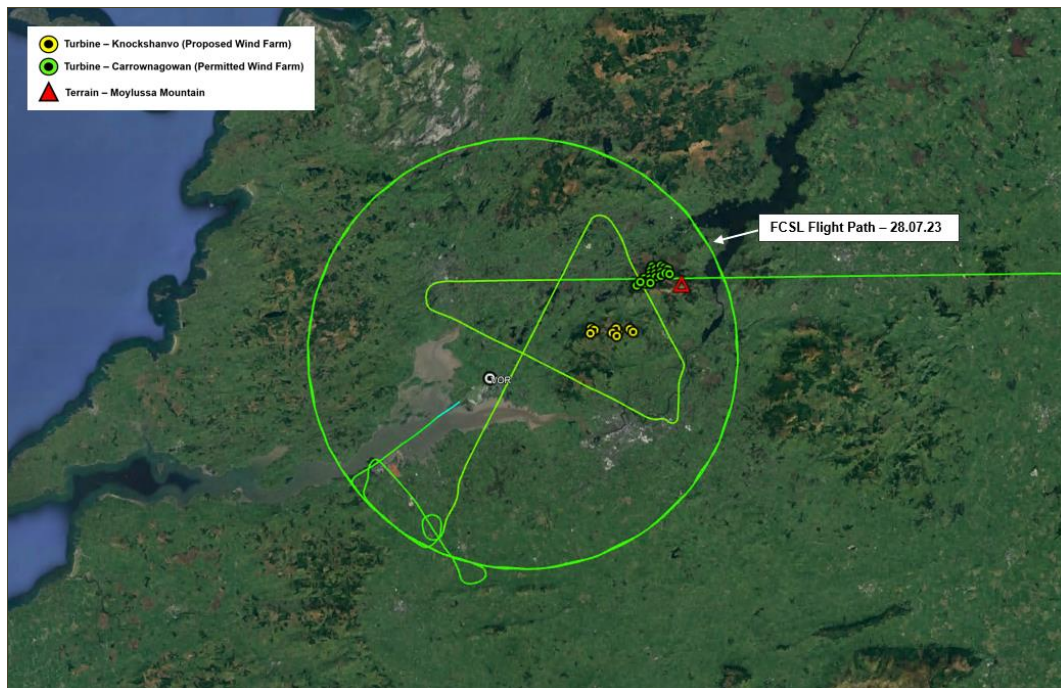 Turbine – Knockshanvo (Proposed Wind Farm)
Turbine – Carrownagowan (Permitted Wind Farm)
Terrain – Moylussa Mountain
FCSL Flight Path – 28.07.23
VOR